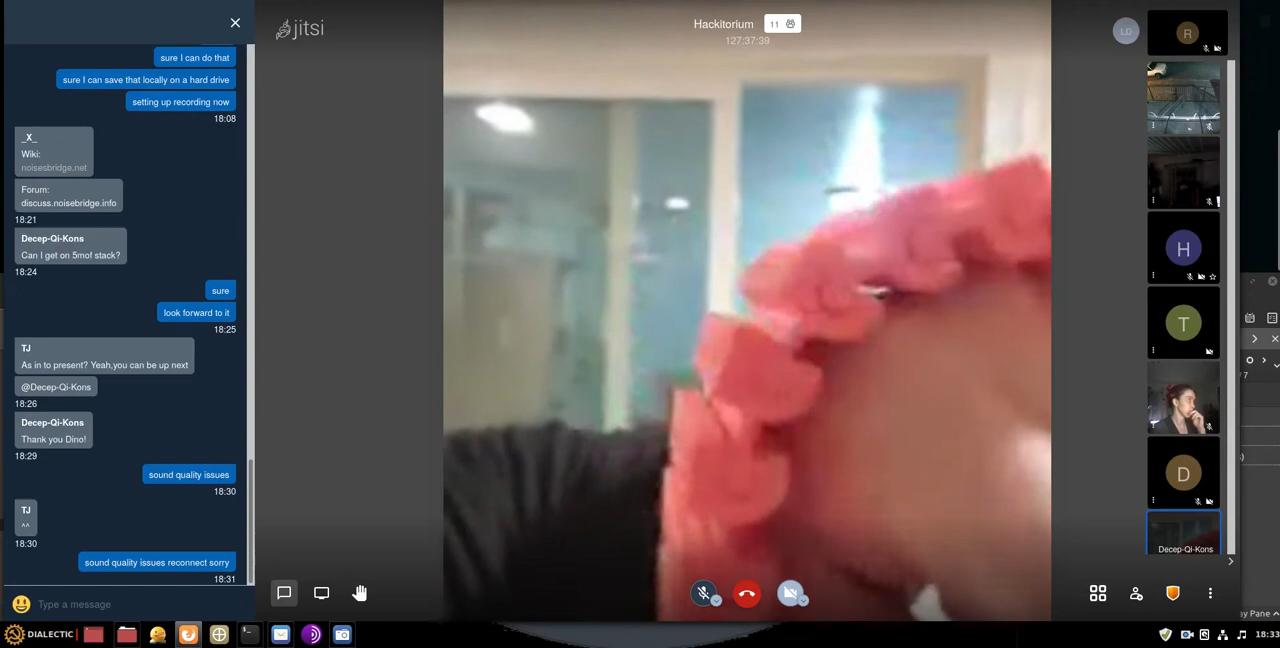 jitsi
Hackitorium 11
127:37:39
LD
R
H
T
D
Decep-Qi-Kons
sure I can do that
sure I can save that locally on a hard drive
setting up recording now
18:08
_X_
Wiki:
noisesbridge.net
Forum:
discuss.noisebridge.info
18:21
Decep-Qi-Kons
Can I get on 5mof stack?
18:24
sure
look forward to it
18:25
TJ
As in to present? Yeah,you can be up next
@Decep-Qi-Kons
18:26
Decep-Qi-Kons
Thank you Dino!
18:29
sound quality issues
18:30
TJ
^^
18:30
sound quality issues reconnect sorry
18:31
Type a message
DIALECTIC
18:33